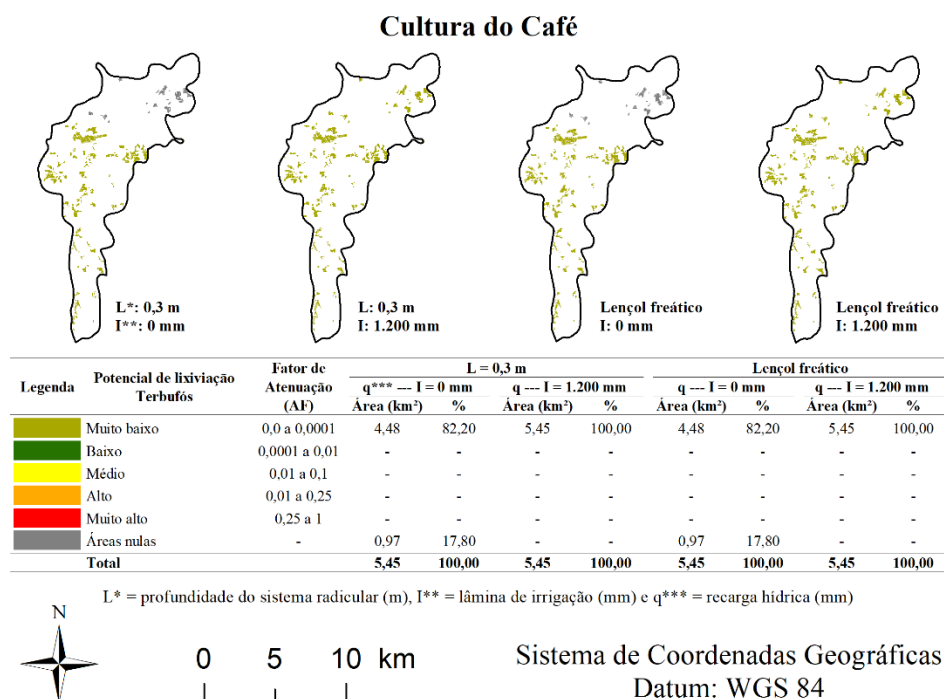 Cultura do Café
L*: 0,3 m
I**: 0 mm
L: 0,3 m
I: 1.200 mm
Lençol freático
I: 0 mm
Lençol freático
I: 1.200 mm
Legenda Potencial de lixiviação Terbufós Fator de Atenuação (AF) L = 0,3 m Lençol freático
q*** --- I = 0 mm q --- I = 1.200 mm q --- I = 0 mm q --- I = 1.200 mm
Área (km²) % Área (km²) % Área (km²) % Área (km²) %
Muito baixo 0,0 a 0,0001 4,48 82,20 5,45 100,00 4,48 82,20 5,45 100,00
Baixo 0,0001 a 0,01 - - - - - - - -
Médio 0,01 a 0,1 - - - - - - - -
Alto 0,01 a 0,25 - - - - - - - -
Muito alto 0,25 a 1 - - - - - - - -
Áreas nulas - 0,97 17,80 - - 0,97 17,80 - -
Total 5,45 100,00 5,45 100,00 5,45 100,00 5,45 100,00
L* = profundidade do sistema radicular (m), I** = lâmina de irrigação (mm) e q*** = recarga hídrica (mm)
N
0 5 10 km
Sistema de Coordenadas Geográficas
Datum: WGS 84